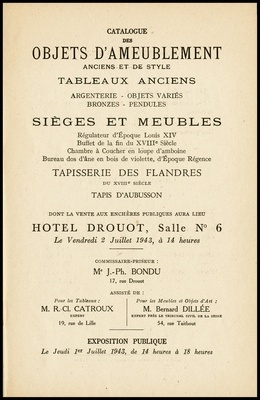 CATALOGUE
DES
OBJETS D'AMEUBLEMENT
ANCIENS ET DE STYLE
TABLEAUX ANCIENS
ARGENTERIE - OBJETS VARIÉS
BRONZES - PENDULES
SIÈGES ET MEUBLES
Régulateur d'Époque Louis XIV
Buffet de la fin du XVIIIᵉ Siècle
Chambre à Coucher en loupe d'amboine
Bureau dos d'âne en bois de violette, d'Époque Régence
TAPISSERIE DES FLANDRES
DU XVIIIᵉ SIÈCLE
TAPIS D'AUBUSSON
DONT LA VENTE AUX ENCHÈRES PUBLIQUES AURA LIEU
HOTEL DROUOT, Salle Nº 6
Le Vendredi 2 Juillet 1943, à 14 heures
COMMISSAIRE-PRISEUR :
Mᵉ J.-Ph. BONDU
17, rue Drouot
ASSISTÉ DE :
Pour les Tableaux :
M. R.-Cl. CATROUX
EXPERT
19, rue de Lille
Pour les Meubles et Objets d'Art :
M. Bernard DILLÉE
EXPERT PRÈS LE TRIBUNAL CIVIL DE LA SEINE
54, rue Taitbout
EXPOSITION PUBLIQUE
Le Jeudi 1ᵉʳ Juillet 1943, de 14 heures à 18 heures